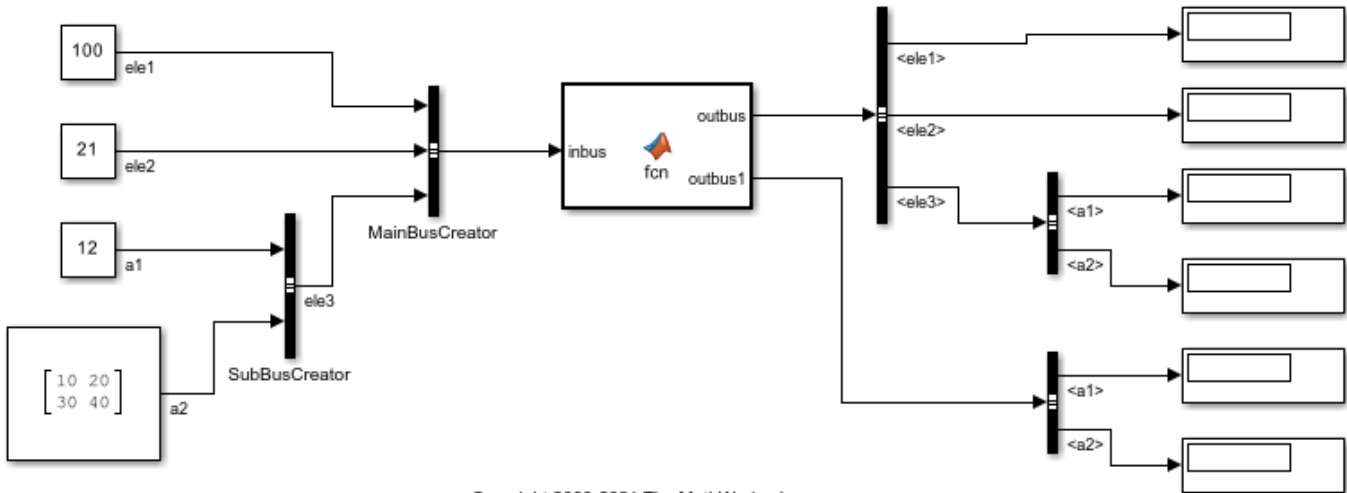 100
ele1
21
ele2
12
a1
10 20
30 40
a2
ele3
SubBusCreator
MainBusCreator
inbus
fcn
outbus
outbus1
<ele1>
<ele2>
<ele3>
<a1>
<a2>
<a1>
<a2>